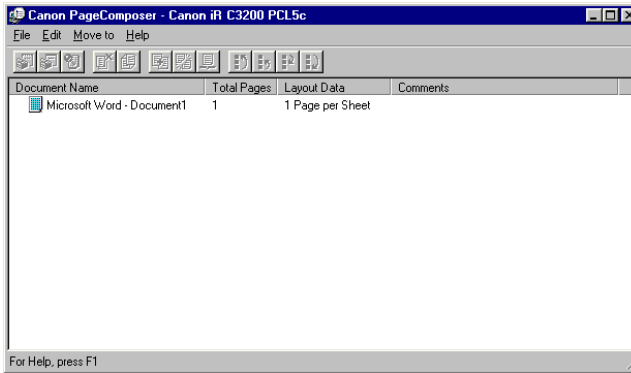 Canon PageComposer - Canon iR C3200 PCL5c
File Edit Move to Help
Document Name Total Pages Layout Data Comments
Microsoft Word - Document1 1 1 Page per Sheet
For Help, press F1